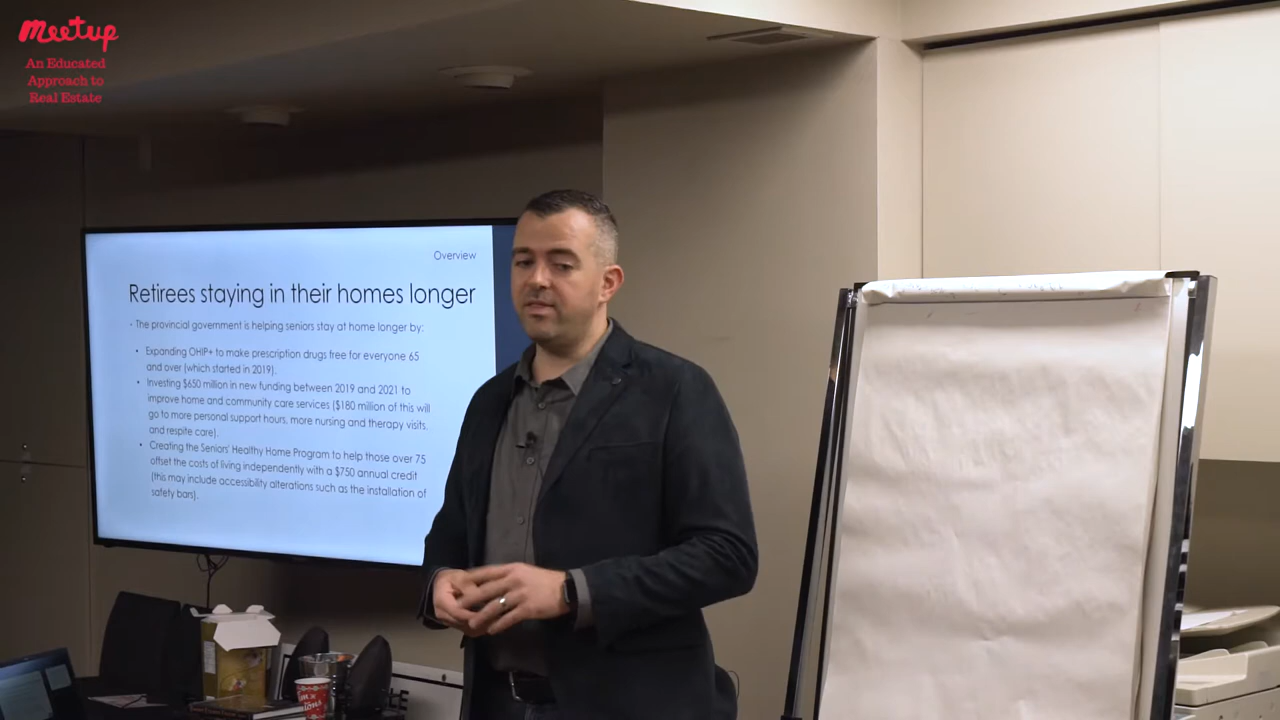 meetup
An Educated
Approach to
Real Estate
Overview
Retirees staying in their homes longer
• The provincial government is helping seniors stay at home longer by:
• Expanding OHIP+ to make prescription drugs free for everyone 65
and over (which started in 2019).
• Investing $650 million in new funding between 2019 and 2021 to
improve home and community care services ($180 million of this will
go to more personal support hours, more nursing and therapy visits,
and respite care).
• Creating the Seniors' Healthy Home Program to help those over 75
offset the costs of living independently with a $750 annual credit
(this may include accessibility alterations such as the installation of
safety bars).